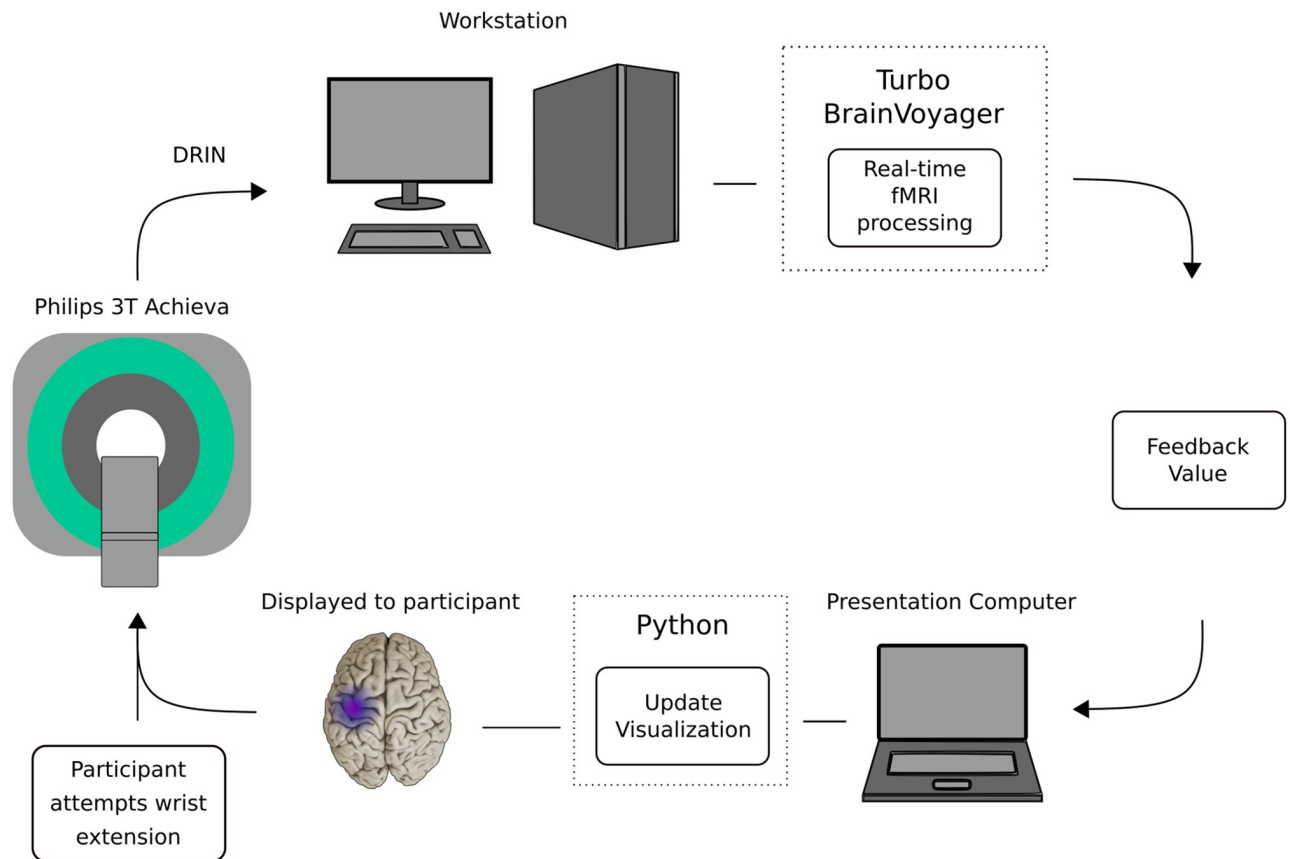 Workstation
DRIN
Turbo
BrainVoyager
Real-time
fMRI
processing
Philips 3T Achieva
Feedback
Value
Displayed to participant
Python
Update
Visualization
Presentation Computer
Participant
attempts wrist
extension